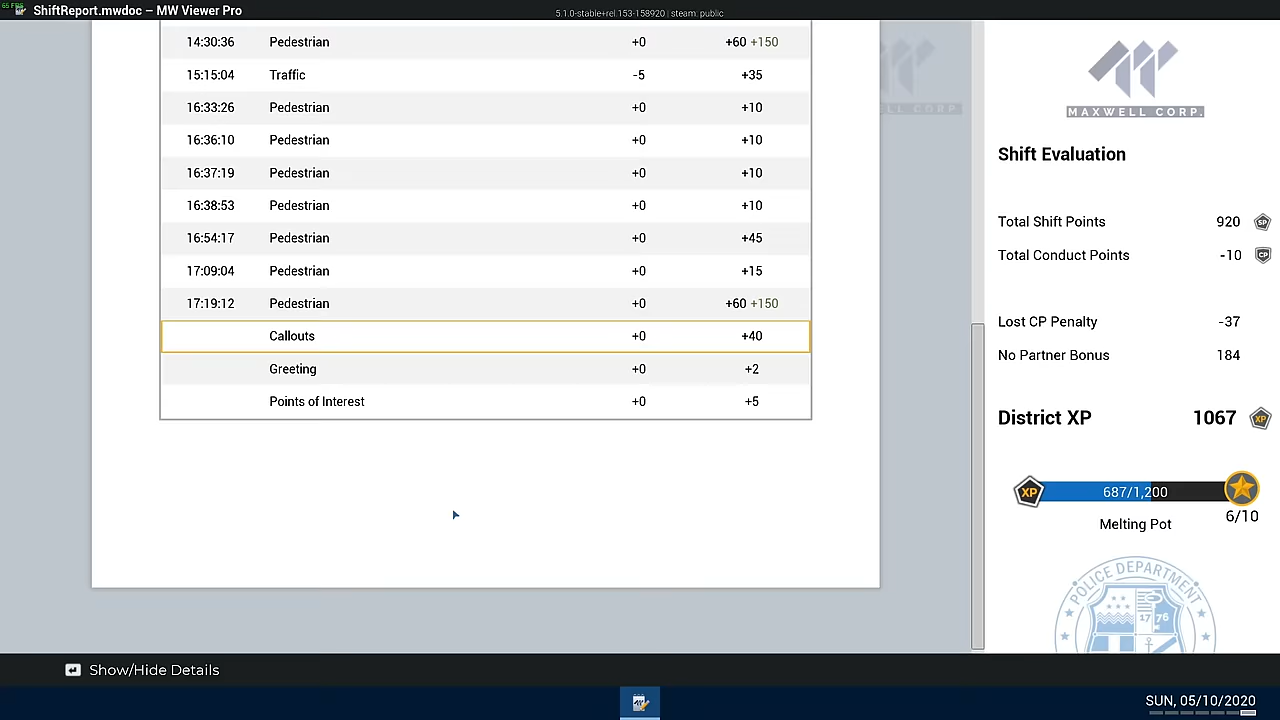 65 FPS
ShiftReport.mwdoc – MW Viewer Pro
5.1.0-stable+rel.153-158920 | steam: public
14:30:36 Pedestrian +0 +60 +150
15:15:04 Traffic -5 +35
16:33:26 Pedestrian +0 +10
16:36:10 Pedestrian +0 +10
16:37:19 Pedestrian +0 +10
16:38:53 Pedestrian +0 +10
16:54:17 Pedestrian +0 +45
17:09:04 Pedestrian +0 +15
17:19:12 Pedestrian +0 +60 +150
Callouts +0 +40
Greeting +0 +2
Points of Interest +0 +5
MAXWELL CORP.
Shift Evaluation
Total Shift Points 920 SP
Total Conduct Points -10 CP
Lost CP Penalty -37
No Partner Bonus 184
District XP 1067 XP
XP 687/1,200
6/10
Melting Pot
POLICE DEPARTMENT
1776
Show/Hide Details
SUN, 05/10/2020